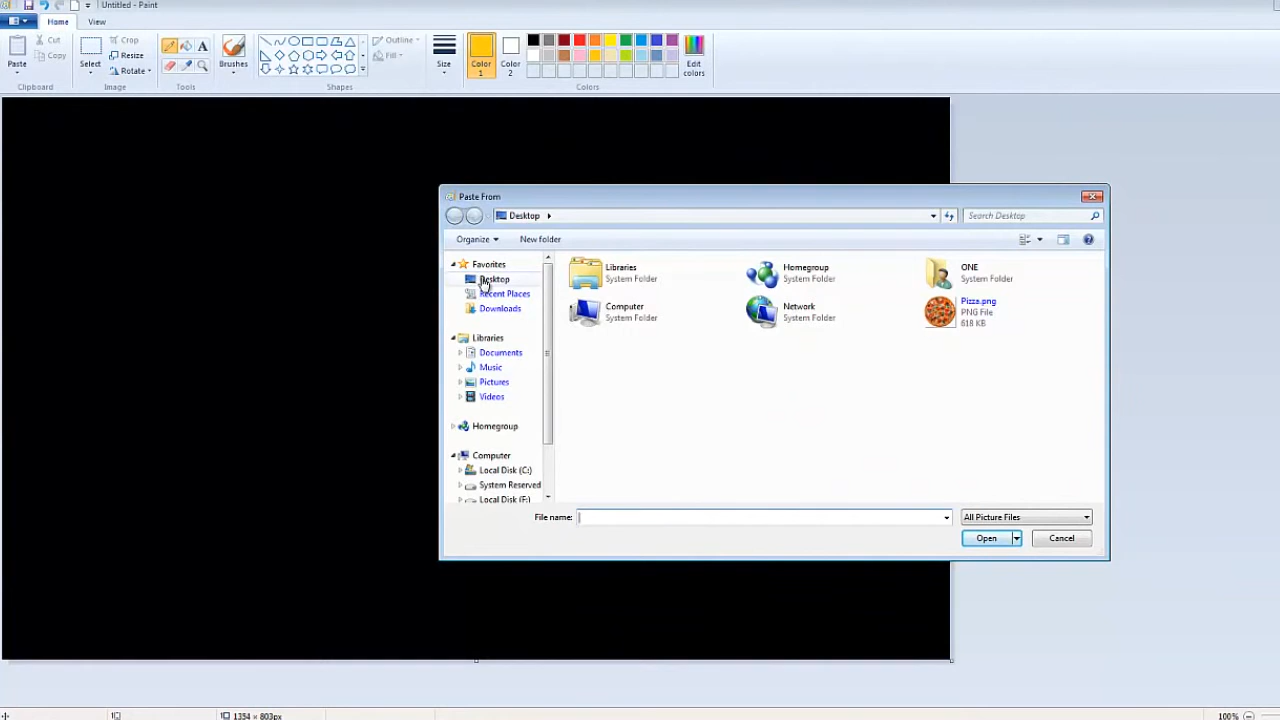 Untitled - Paint
Home
View
Paste
Cut
Copy
Clipboard
Select
Crop
Resize
Rotate
Image
A
Tools
Brushes
Shapes
Outline
Fill
Size
Color
1
Color
2
Edit
colors
Colors
Paste From
Desktop
Search Desktop
Organize
New folder
Favorites
Desktop
Recent Places
Downloads
Libraries
Documents
Music
Pictures
Videos
Homegroup
Computer
Local Disk (C:)
System Reserved
Local Disk (F:)
Libraries
System Folder
Homegroup
System Folder
ONE
System Folder
Computer
System Folder
Network
System Folder
Pizza.png
PNG File
618 KB
File name:
All Picture Files
Open
Cancel
1354 × 803px
100%